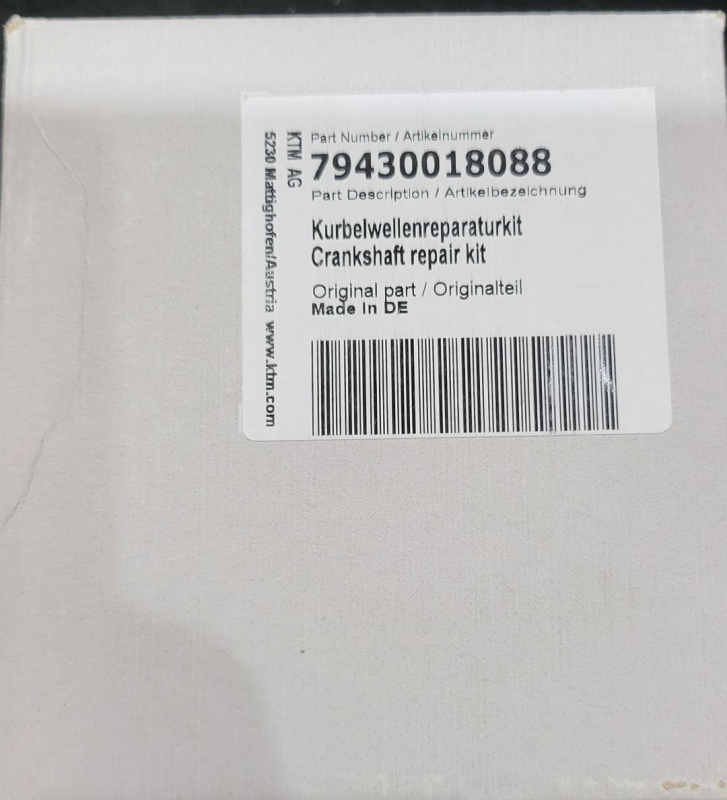 KTM AG
5230 Mattighofen/Austria www.ktm.com
Part Number / Artikelnummer
79430018088
Part Description / Artikelbezeichnung
Kurbelwellenreparaturkit
Crankshaft repair kit
Original part / Originalteil
Made In DE